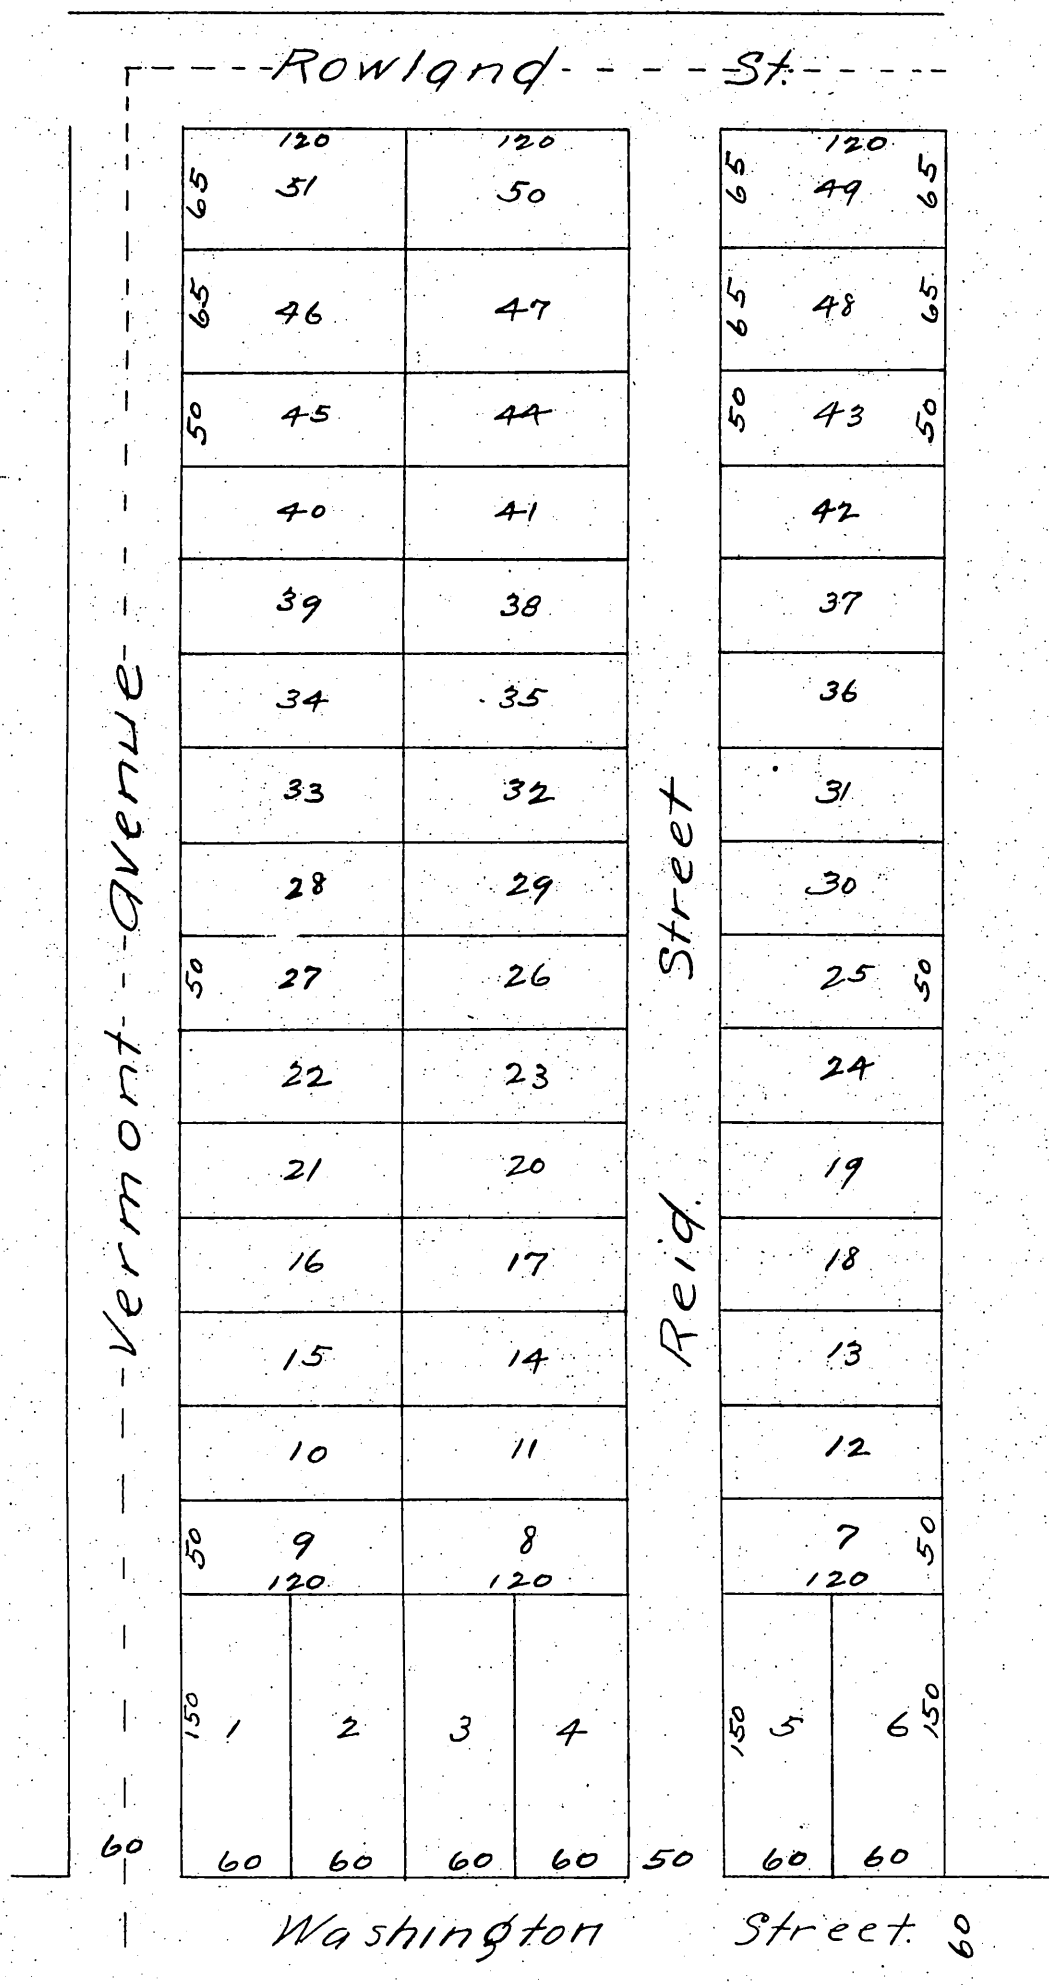 Rowland St.
120 120 120
65 51 50 65 49 65
65 46 47 65 48 65
50 45 44 50 43 50
40 41 42
39 38 37
34 35 36
33 32 31
28 29 30
50 27 26 25 50
22 23 24
21 20 19
16 17 18
15 14 13
10 11 12
50 9 8 7 50
120 120 120
150 1 2 3 4 150 5 6 150
60 60 60 60 60 50 60 60
Vermont Avenue
Reid Street
Washington Street. 60